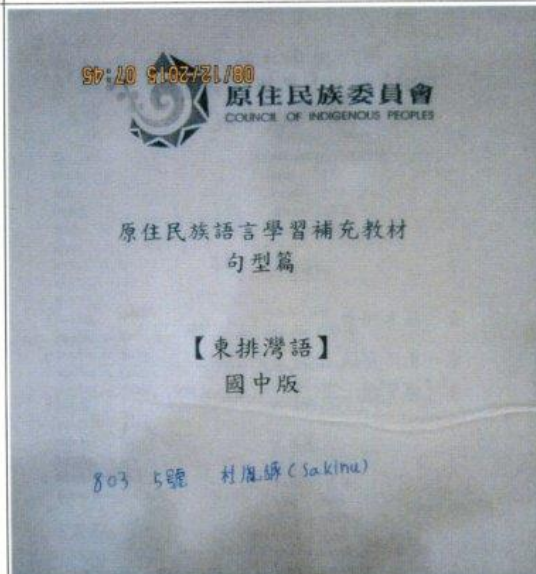 08/12/2015 07:45
原住民族委員會
COUNCIL OF INDIGENOUS PEOPLES
原住民族語言學習補充教材
句型篇
【東排灣語】
國中版
803 5號 杜胤 (Sakinu)